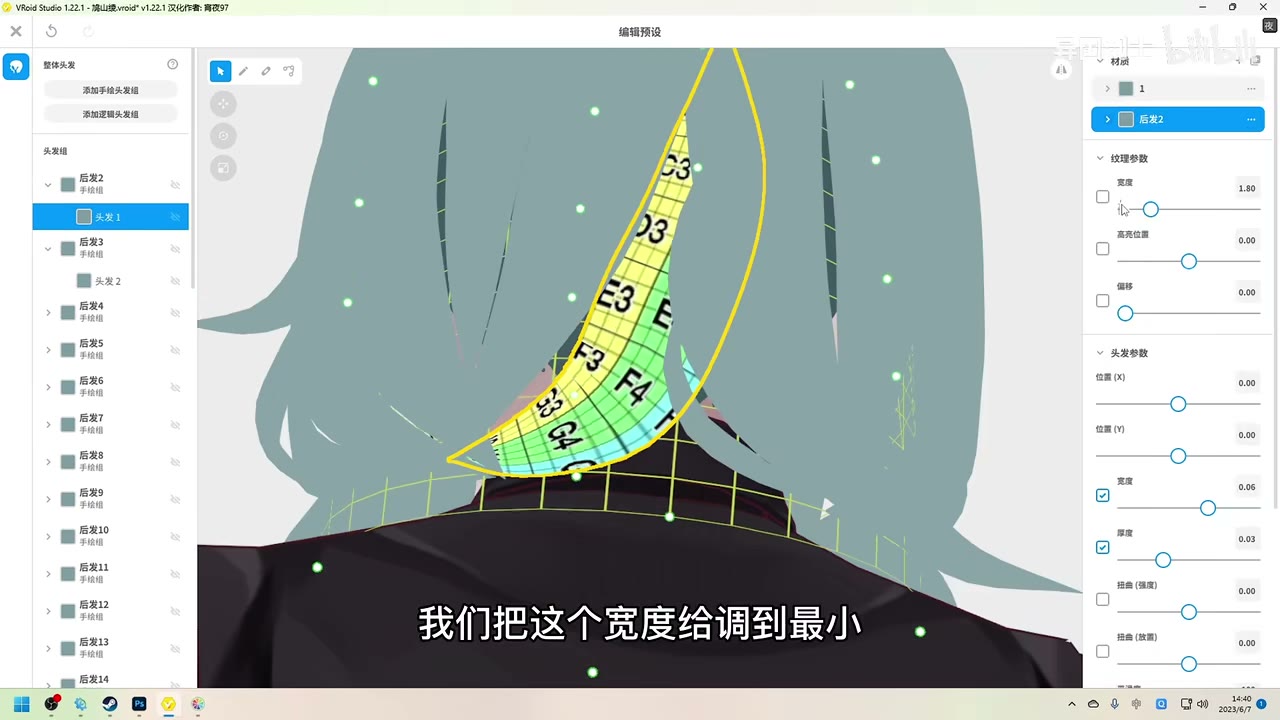 VRoid Studio 1.22.1 - 鸠山缭.vroid* v1.22.1 汉化作者: 宵夜97
编辑预设
夜
bilibili
整体头发
添加手绘头发组
添加逻辑头发组
头发组
后发2
手绘组
头发 1
后发3
手绘组
头发 2
后发4
手绘组
后发5
手绘组
后发6
手绘组
后发7
手绘组
后发8
手绘组
后发9
手绘组
后发10
手绘组
后发11
手绘组
后发12
手绘组
后发13
手绘组
后发14
C3
D3
E3
E
F3
F4
G3
G4
材质
1
后发2
纹理参数
宽度
1.80
高亮位置
0.00
偏移
0.00
头发参数
位置 (X)
0.00
位置 (Y)
0.00
宽度
0.06
厚度
0.03
扭曲 (强度)
0.00
扭曲 (放置)
0.00
我们把这个宽度给调到最小
Ps
14:40
2023/6/7
1